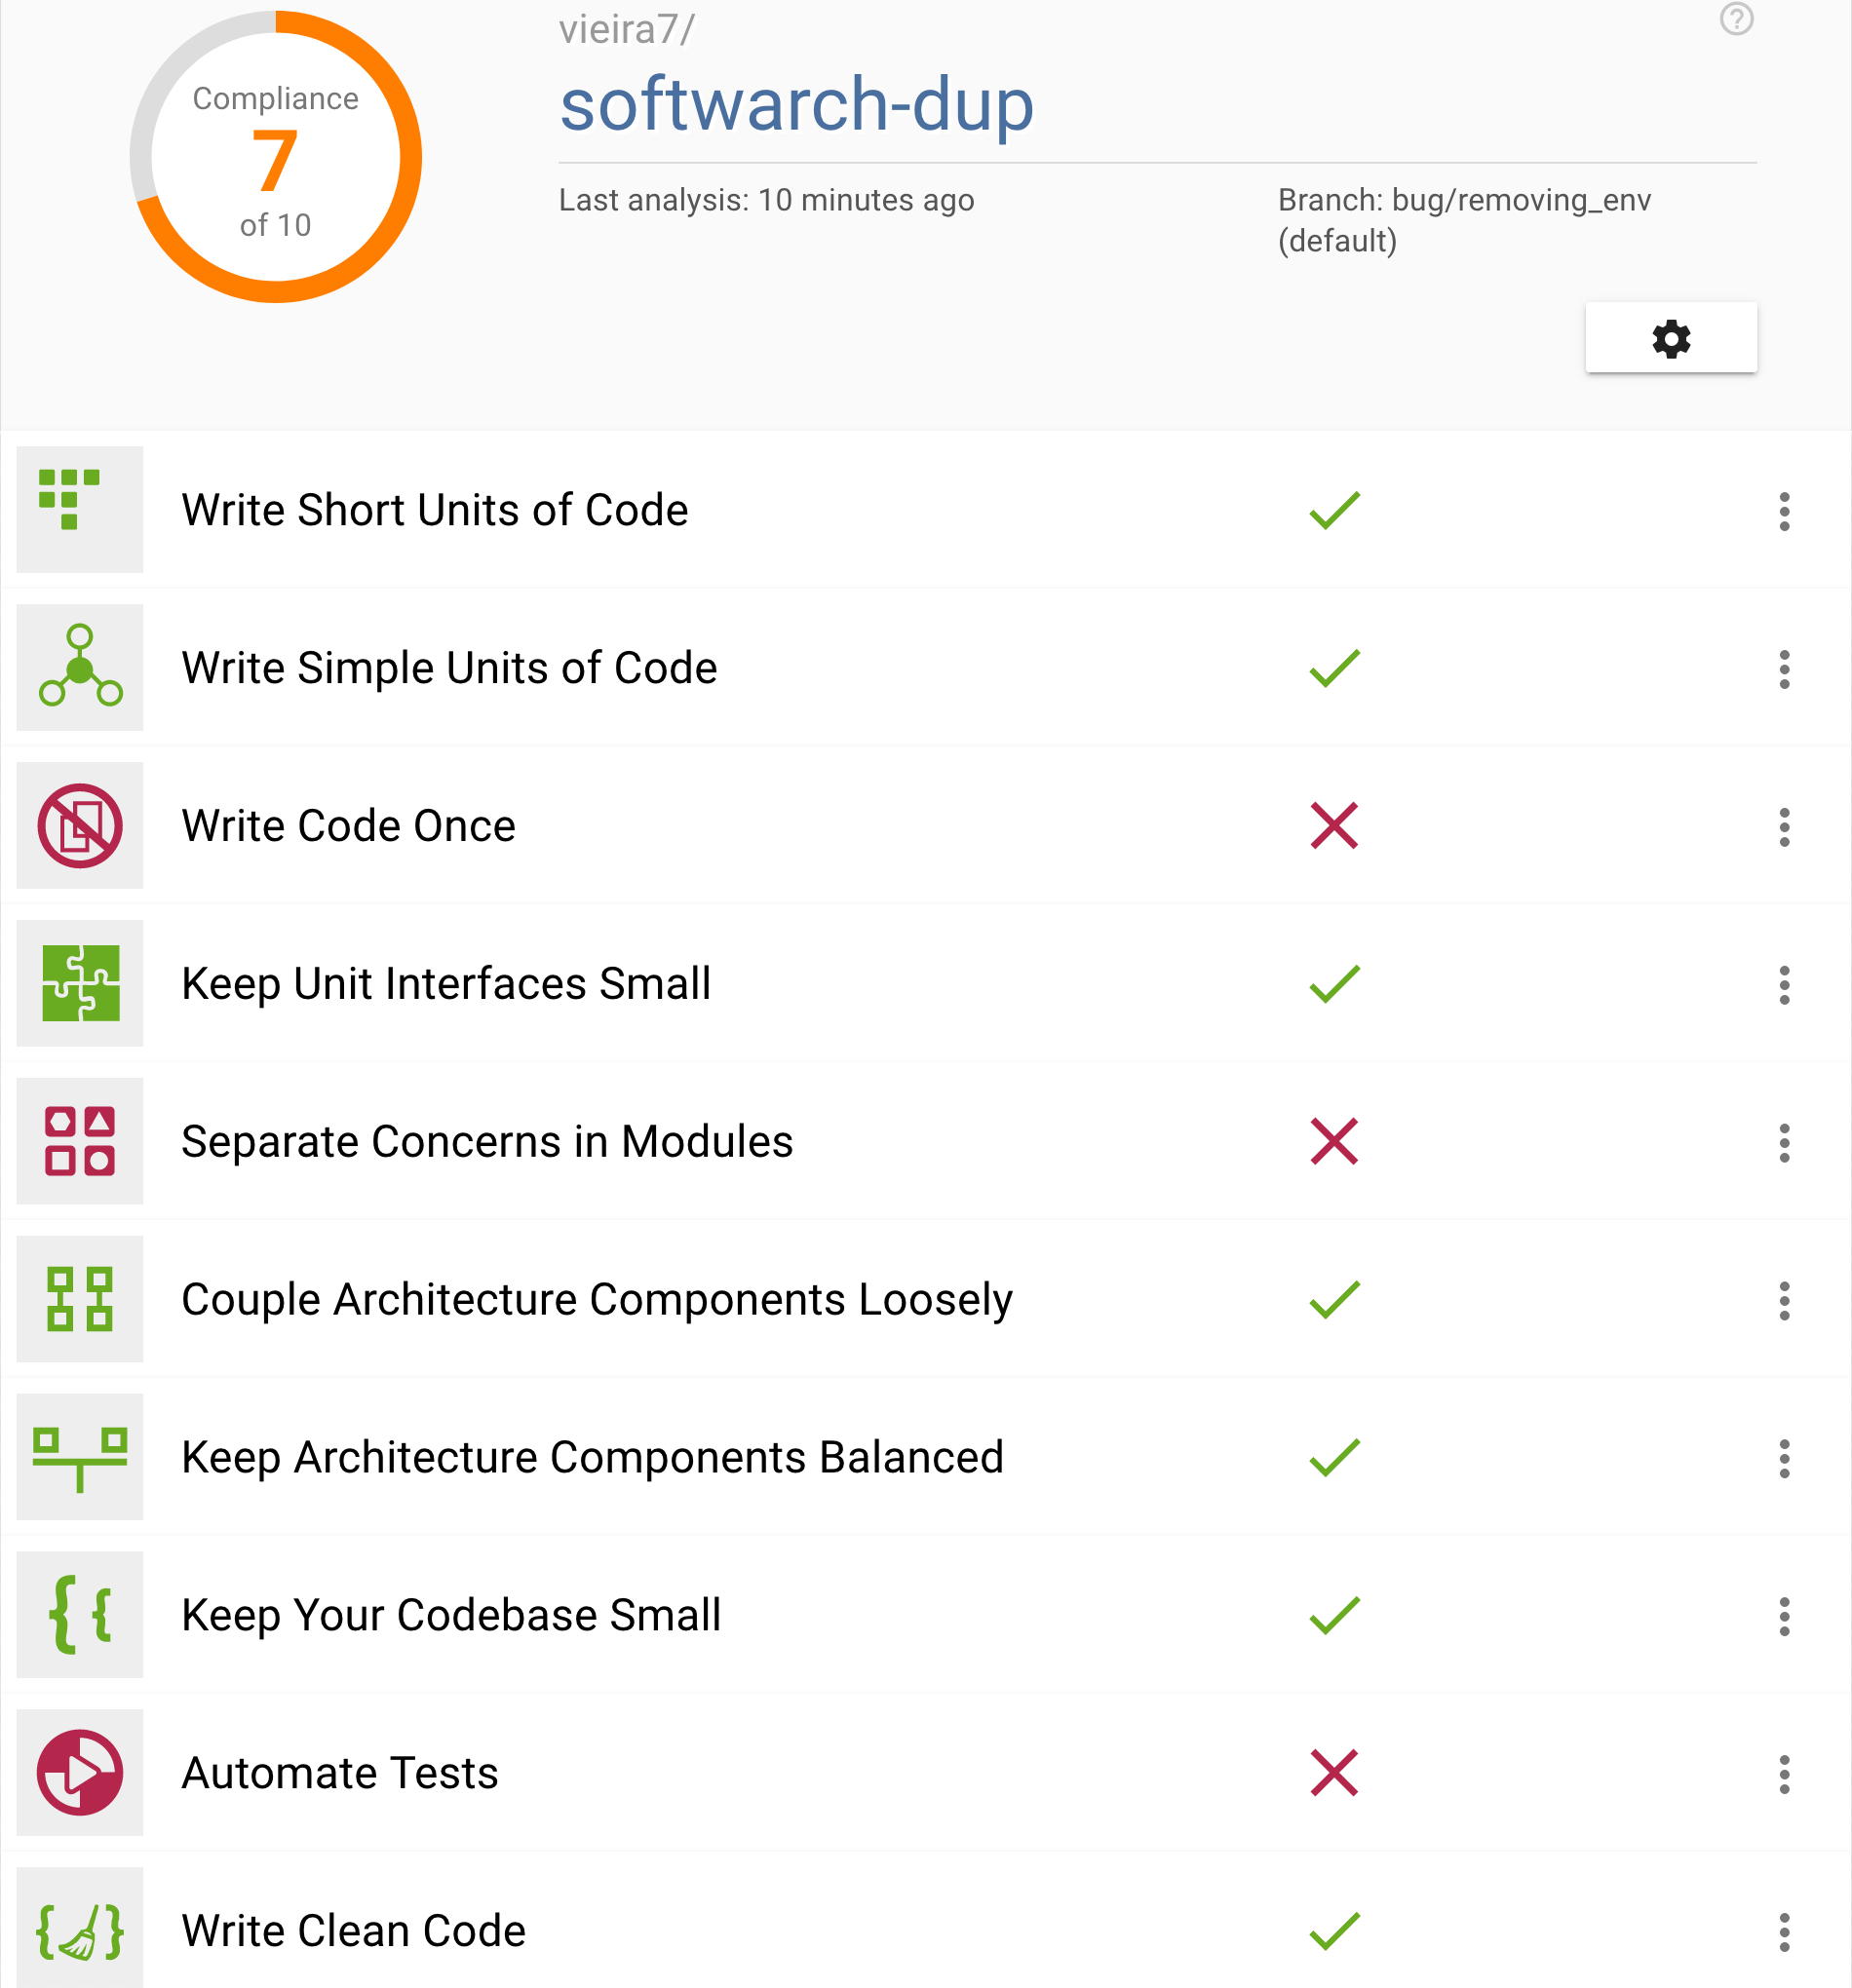 Compliance
7
of 10
vieira7/
softwarch-dup
Last analysis: 10 minutes ago
Branch: bug/removing_env
(default)
Write Short Units of Code
Write Simple Units of Code
Write Code Once
Keep Unit Interfaces Small
Separate Concerns in Modules
Couple Architecture Components Loosely
Keep Architecture Components Balanced
Keep Your Codebase Small
Automate Tests
Write Clean Code